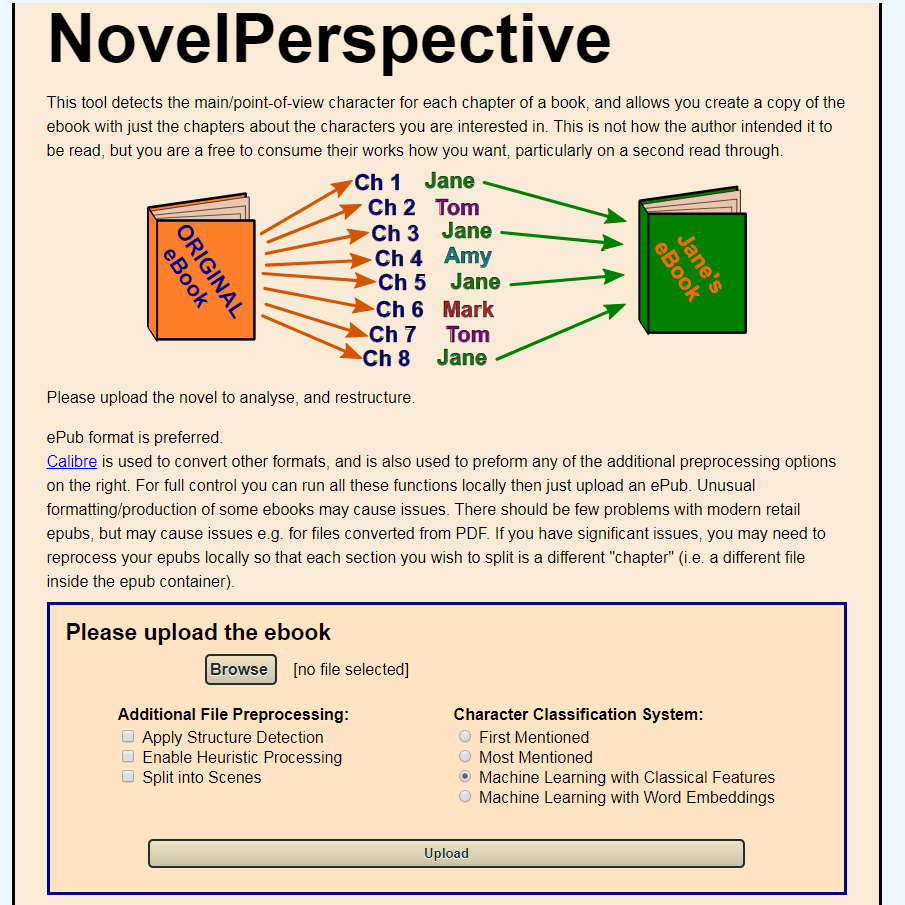 NovelPerspective
This tool detects the main/point-of-view character for each chapter of a book, and allows you create a copy of the
ebook with just the chapters about the characters you are interested in. This is not how the author intended it to
be read, but you are a free to consume their works how you want, particularly on a second read through.
ORIGINAL
eBook
Ch 1 Jane
Ch 2 Tom
Ch 3 Jane
Ch 4 Amy
Ch 5 Jane
Ch 6 Mark
Ch 7 Tom
Ch 8 Jane
Jane's
eBook
Please upload the novel to analyse, and restructure.
ePub format is preferred.
Calibre is used to convert other formats, and is also used to preform any of the additional preprocessing options
on the right. For full control you can run all these functions locally then just upload an ePub. Unusual
formatting/production of some ebooks may cause issues. There should be few problems with modern retail
epubs, but may cause issues e.g. for files converted from PDF. If you have significant issues, you may need to
reprocess your epubs locally so that each section you wish to split is a different "chapter" (i.e. a different file
inside the epub container).
Please upload the ebook
Browse [no file selected]
Additional File Preprocessing:
Apply Structure Detection
Enable Heuristic Processing
Split into Scenes
Character Classification System:
First Mentioned
Most Mentioned
Machine Learning with Classical Features
Machine Learning with Word Embeddings
Upload